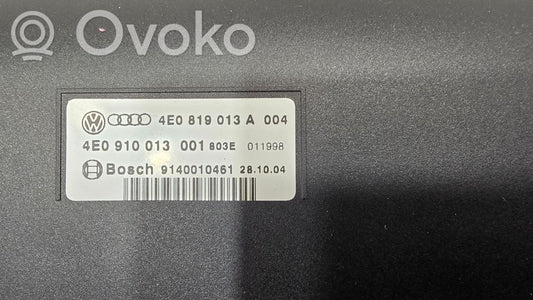 Ovoko
4E0 819 013 A 004
4E0 910 013 001 803E 011998
Bosch 9140010461 28.10.04